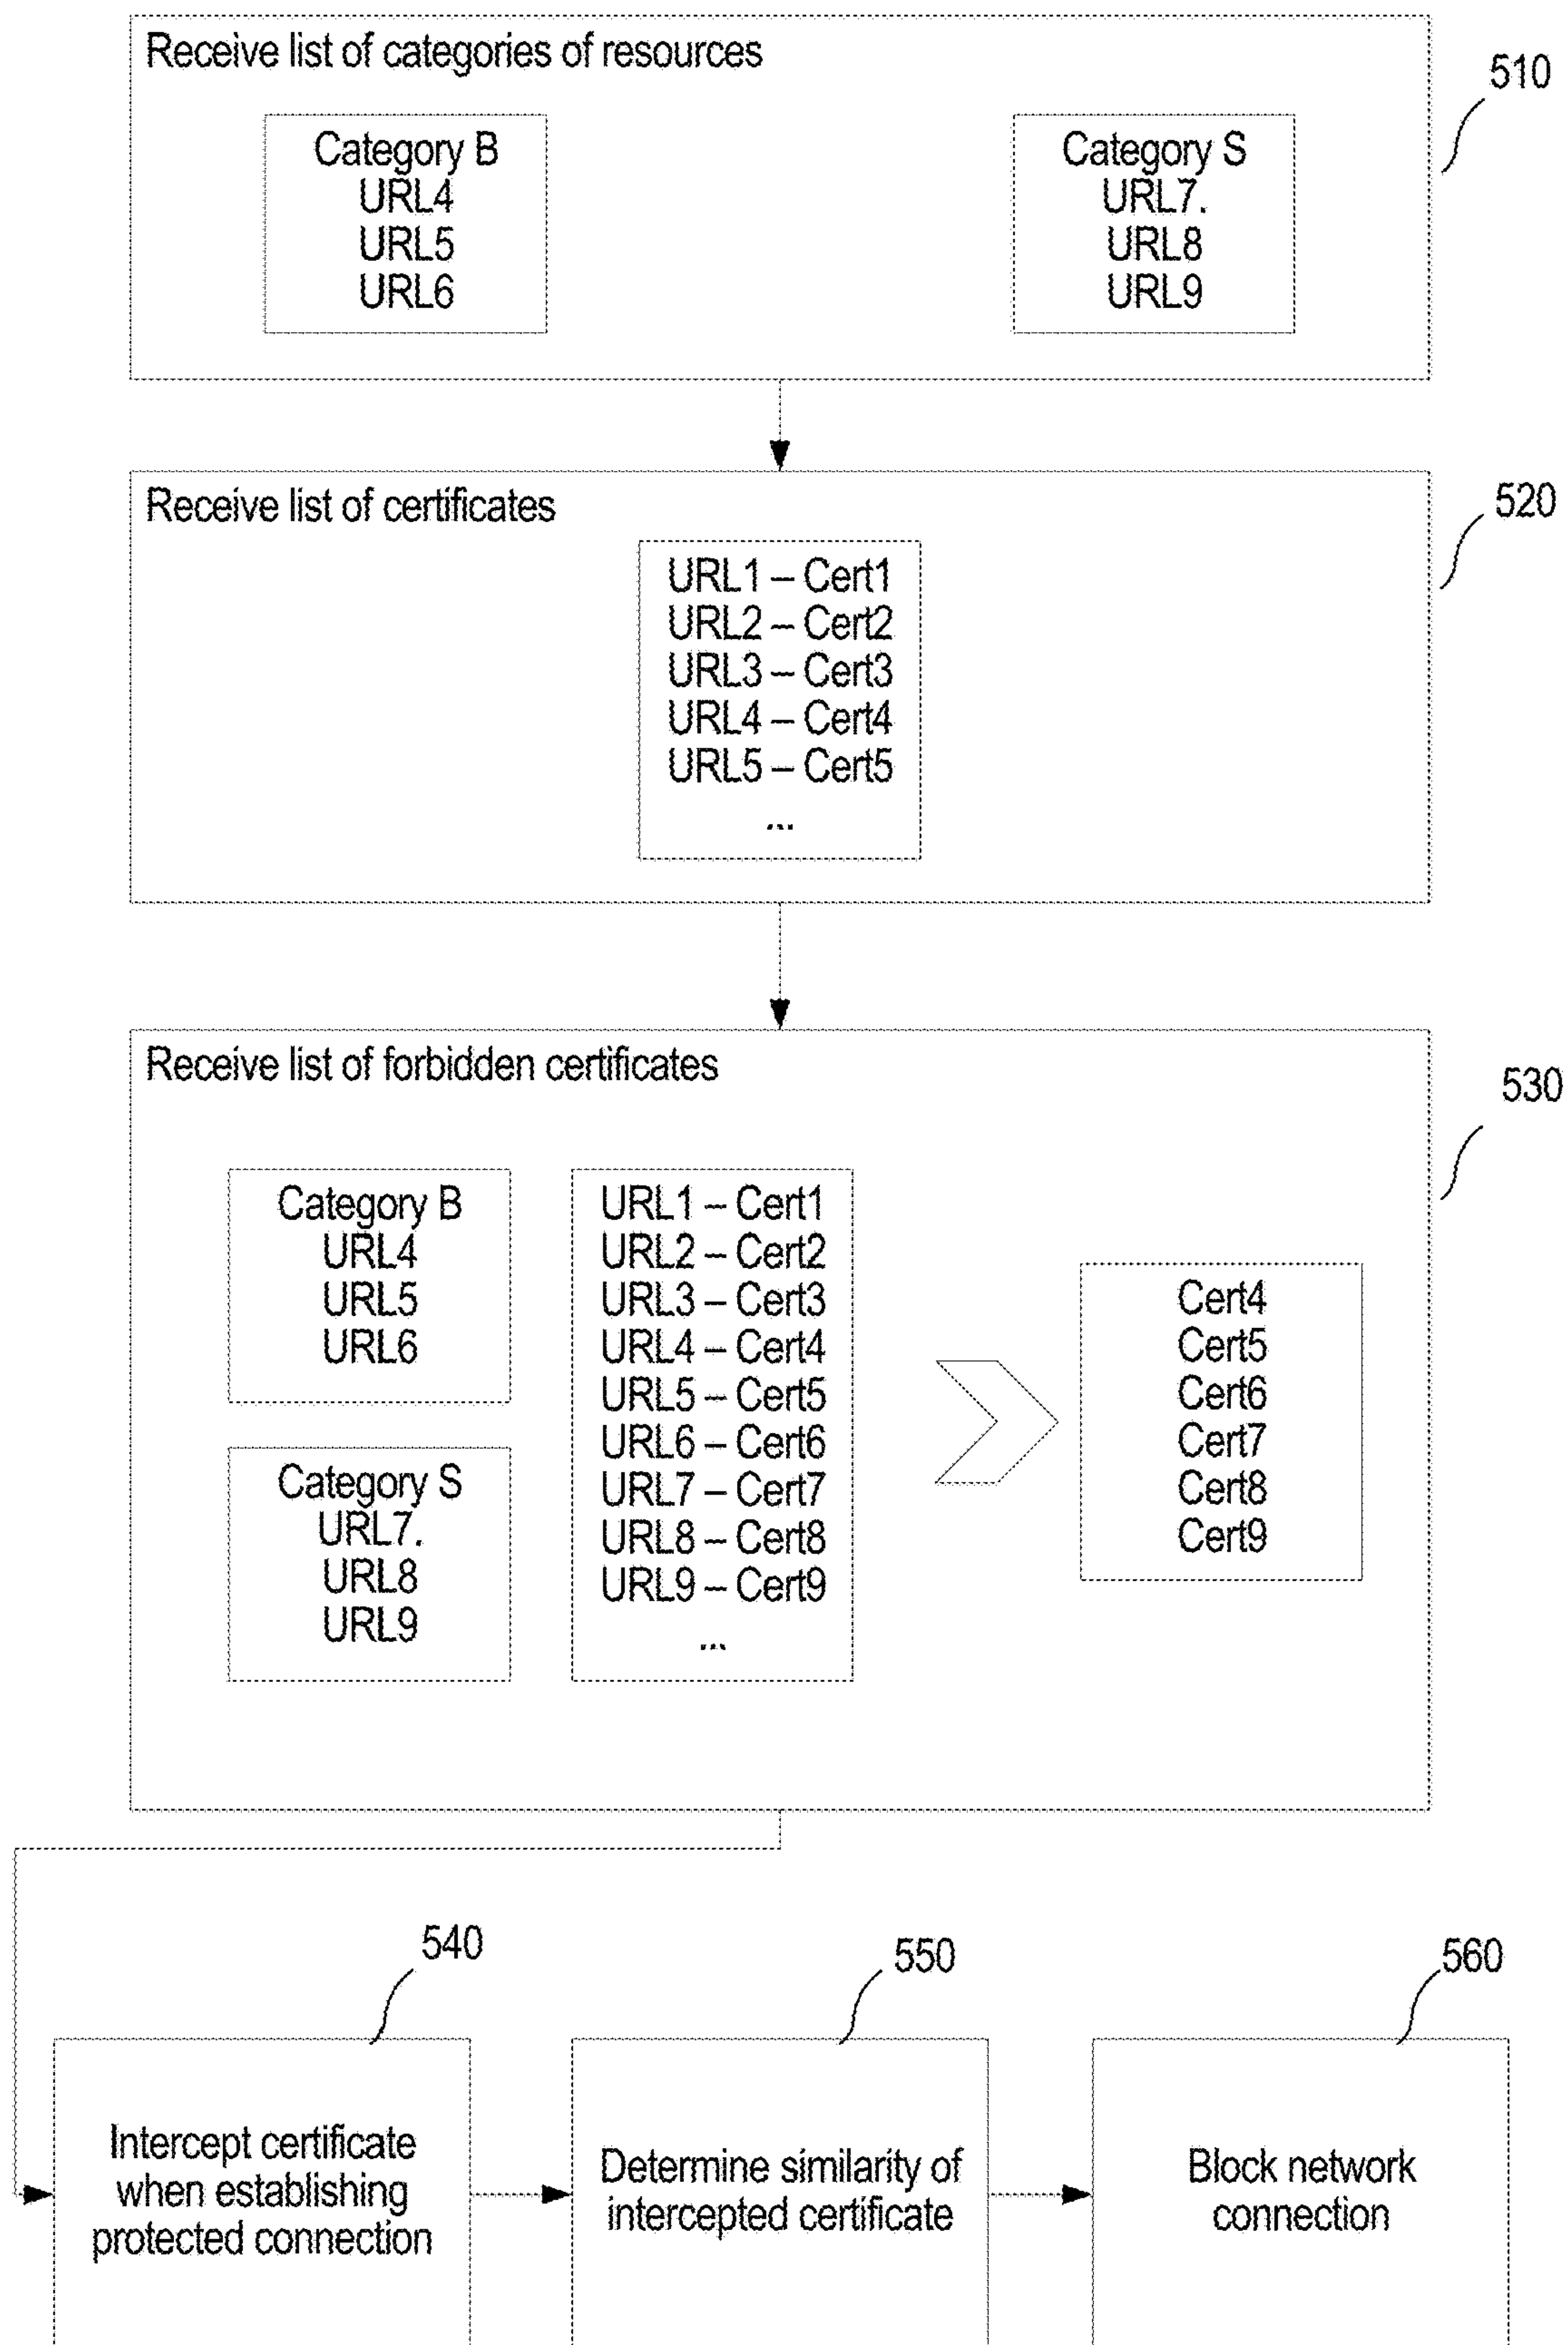 Receive list of categories of resources
510
Category B
URL4
URL5
URL6
Category S
URL7.
URL8
URL9
Receive list of certificates
520
URL1 – Cert1
URL2 – Cert2
URL3 – Cert3
URL4 – Cert4
URL5 – Cert5
...
Receive list of forbidden certificates
530
Category B
URL4
URL5
URL6
Category S
URL7.
URL8
URL9
URL1 – Cert1
URL2 – Cert2
URL3 – Cert3
URL4 – Cert4
URL5 – Cert5
URL6 – Cert6
URL7 – Cert7
URL8 – Cert8
URL9 – Cert9
...
Cert4
Cert5
Cert6
Cert7
Cert8
Cert9
540
Intercept certificate
when establishing
protected connection
550
Determine similarity of
intercepted certificate
560
Block network
connection